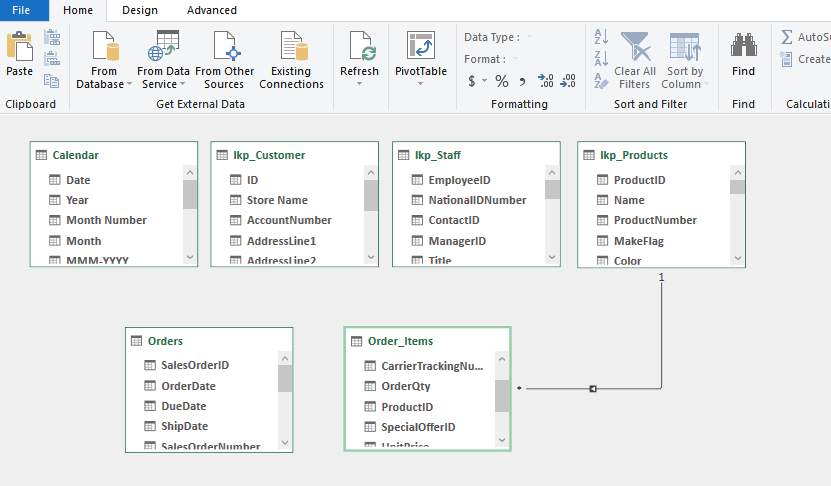 File Home Design Advanced
Paste
From Database
From Data Service
From Other Sources
Existing Connections
Refresh
PivotTable
Data Type :
Format :
$ % , .00 .00
A Z
Z A
A Z
Clear All Filters
Sort by Column
Find
Σ AutoSu
Create
Clipboard Get External Data Formatting Sort and Filter Find Calculati
Calendar
Date
Year
Month Number
Month
MMM-YYYY
lkp_Customer
ID
Store Name
AccountNumber
AddressLine1
AddressLine2
lkp_Staff
EmployeeID
NationalIDNumber
ContactID
ManagerID
Title
lkp_Products
ProductID
Name
ProductNumber
MakeFlag
Color
1
Orders
SalesOrderID
OrderDate
DueDate
ShipDate
SalesOrderNumber
Order_Items
CarrierTrackingNu...
OrderQty
ProductID
SpecialOfferID
UnitPrice
*